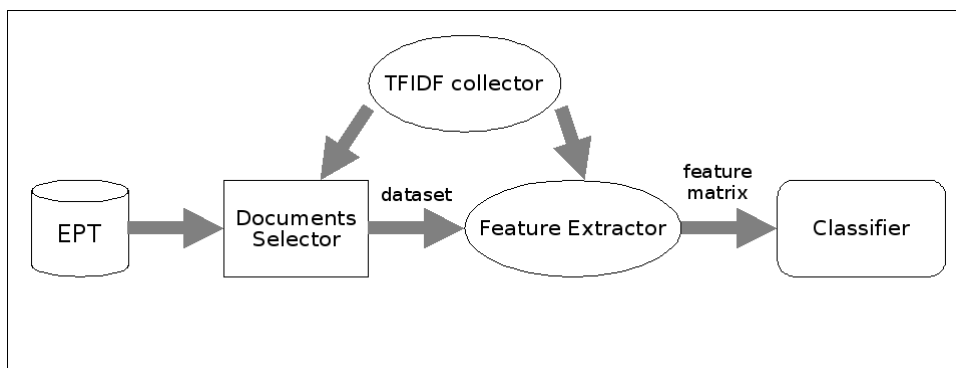 TFIDF collector
EPT
Documents
Selector
dataset
Feature Extractor
feature
matrix
Classifier